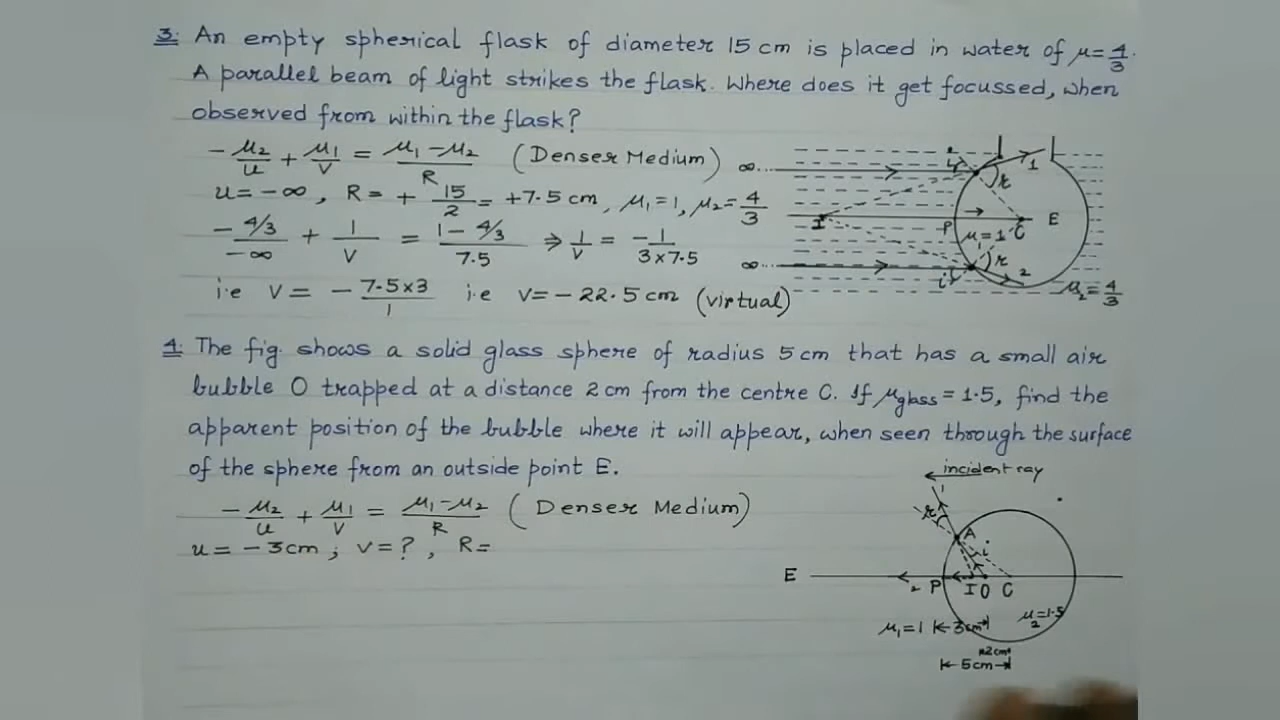 3: An empty spherical flask of diameter 15 cm is placed in water of μ = 4/3.
A parallel beam of light strikes the flask. Where does it get focussed, when
observed from within the flask?
-μ₂/u + μ₁/v = (μ₁ - μ₂)/R (Denser Medium)
u = -∞, R = + 15/2 = +7.5 cm, μ₁ = 1, μ₂ = 4/3
-(4/3)/-∞ + 1/v = (1 - 4/3)/7.5 ⇒ 1/v = -1/(3×7.5)
i.e v = - (7.5×3)/1 i.e v = -22.5 cm (virtual)
∞
i
1
r
I
P
C
E
μ₁ = 1
∞
i
r
2
μ₂ = 4/3
4: The fig. shows a solid glass sphere of radius 5 cm that has a small air
bubble O trapped at a distance 2 cm from the centre C. If μglass = 1.5, find the
apparent position of the bubble where it will appear, when seen through the surface
of the sphere from an outside point E.
-μ₂/u + μ₁/v = (μ₁ - μ₂)/R (Denser Medium)
u = -3 cm ; v = ? , R =
incident ray
1
r
A
i
E
2
P
I O C
μ₁ = 1
3cm
μ₂ = 1.5
2cm
5cm